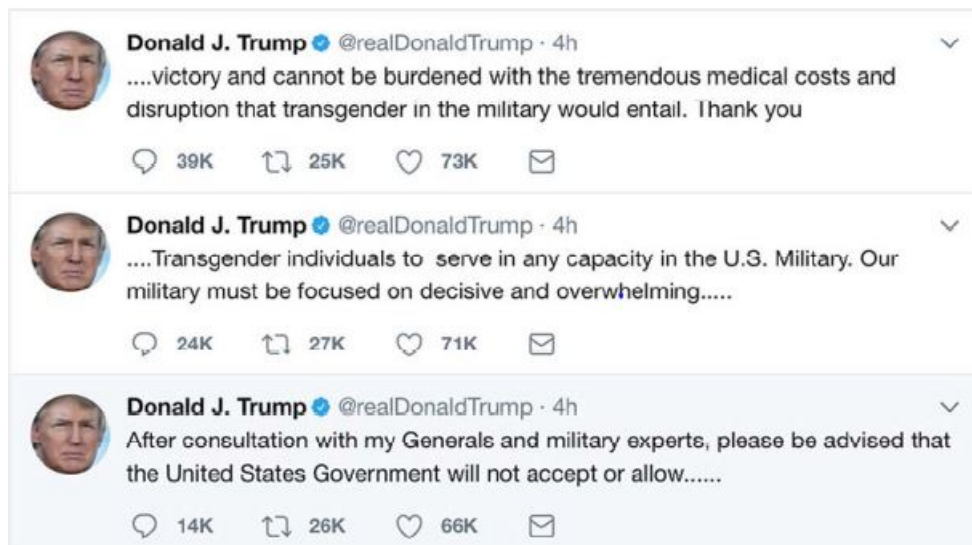 Donald J. Trump @realDonaldTrump · 4h
....victory and cannot be burdened with the tremendous medical costs and
disruption that transgender in the military would entail. Thank you
39K 25K 73K
Donald J. Trump @realDonaldTrump · 4h
....Transgender individuals to serve in any capacity in the U.S. Military. Our
military must be focused on decisive and overwhelming.....
24K 27K 71K
Donald J. Trump @realDonaldTrump · 4h
After consultation with my Generals and military experts, please be advised that
the United States Government will not accept or allow......
14K 26K 66K